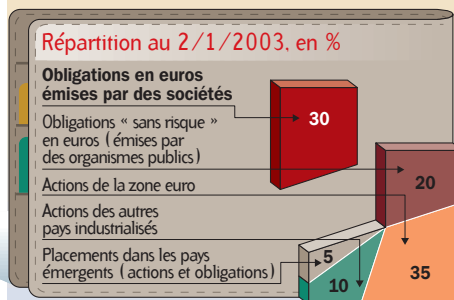 Répartition au 2/1/2003, en %
Obligations en euros
émises par des sociétés
30
Obligations « sans risque »
en euros (émises par
des organismes publics)
20
Actions de la zone euro
Actions des autres
pays industrialisés
Placements dans les pays
émergents (actions et obligations)
5
10
35